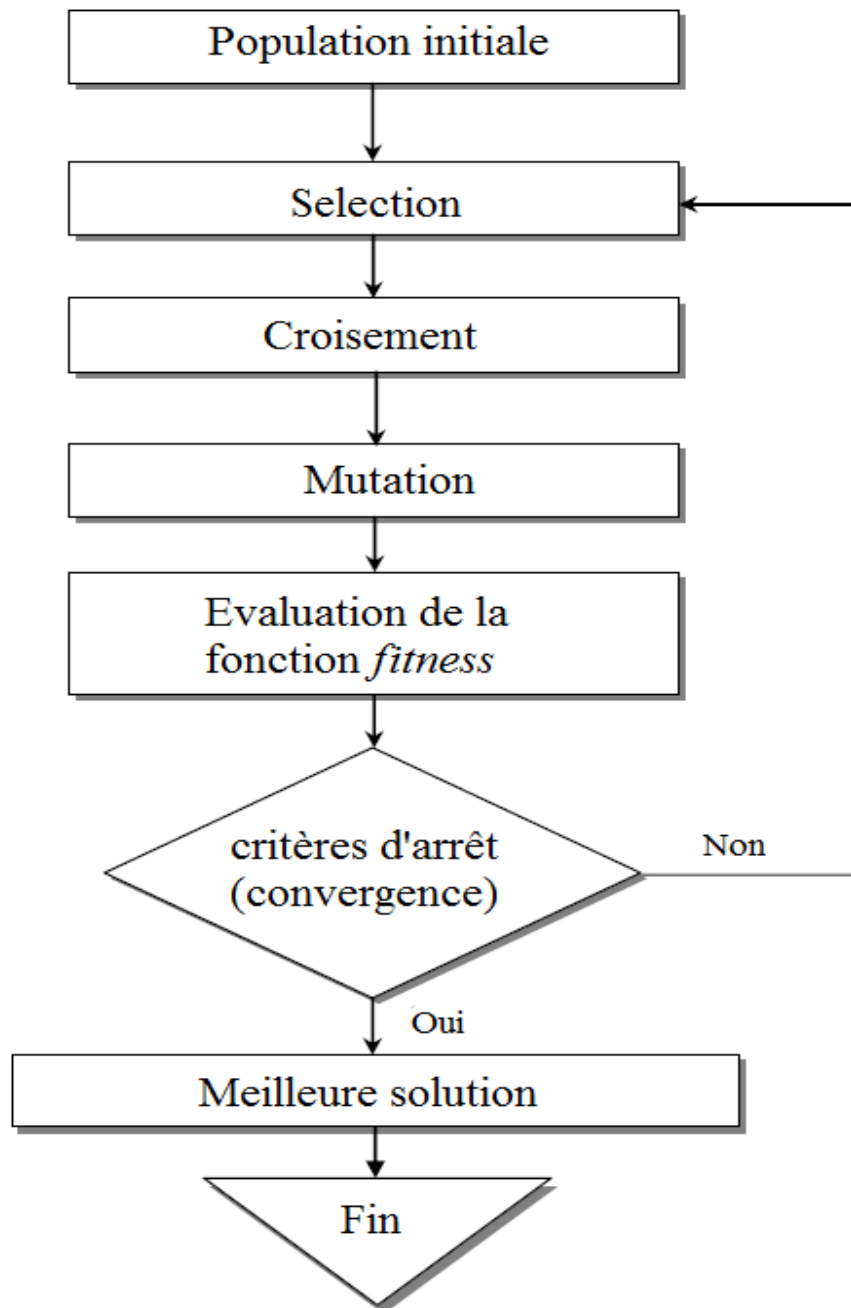 Population initiale
Selection
Croisement
Mutation
Evaluation de la
fonction fitness
critères d'arrêt
(convergence)
Non
Oui
Meilleure solution
Fin